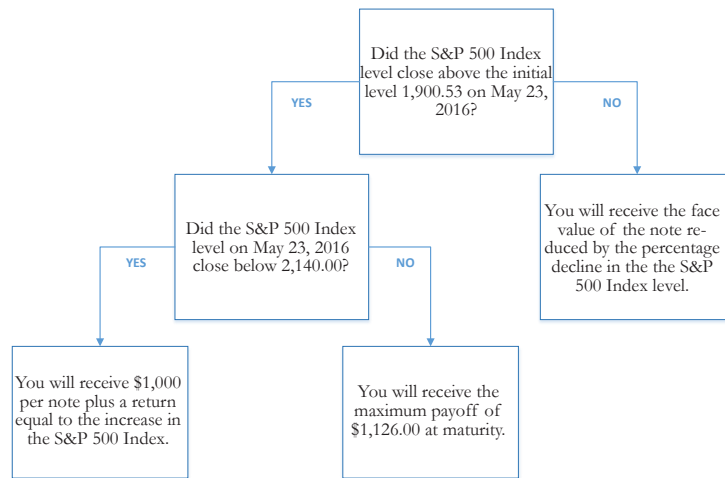 Did the S&P 500 Index
level close above the initial
level 1,900.53 on May 23,
2016?
YES
NO
Did the S&P 500 Index
level on May 23, 2016
close below 2,140.00?
You will receive the face
value of the note re-
duced by the percentage
decline in the the S&P
500 Index level.
YES
NO
You will receive $1,000
per note plus a return
equal to the increase in
the S&P 500 Index.
You will receive the
maximum payoff of
$1,126.00 at maturity.